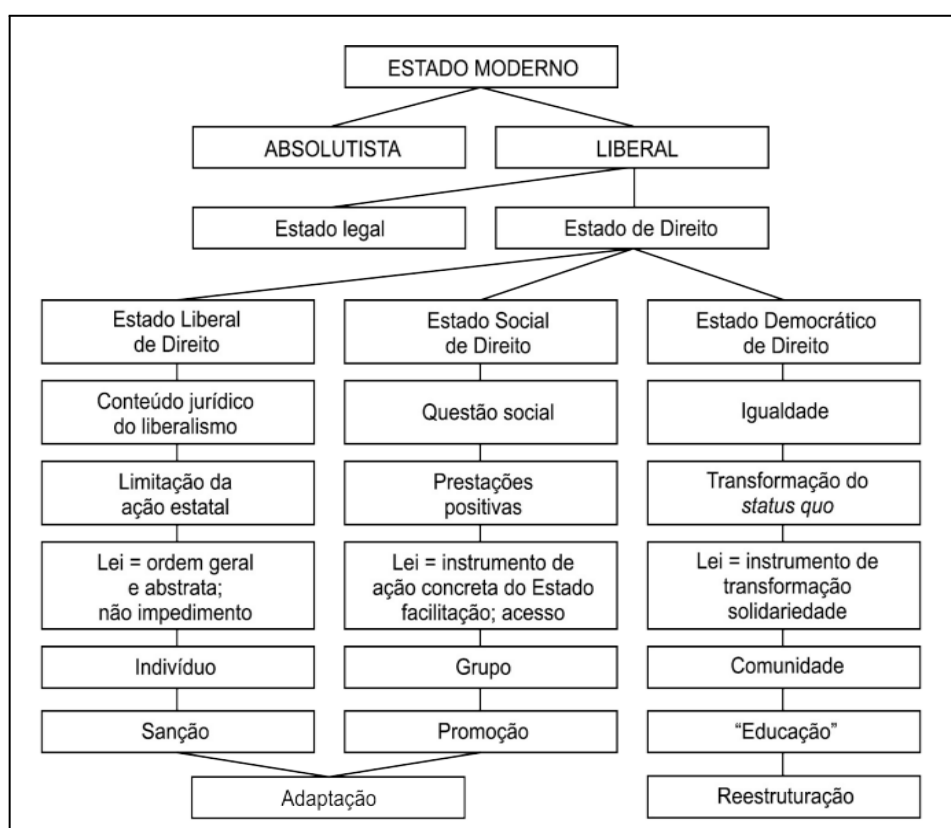 ESTADO MODERNO
ABSOLUTISTA
LIBERAL
Estado legal
Estado de Direito
Estado Liberal
de Direito
Estado Social
de Direito
Estado Democrático
de Direito
Conteúdo jurídico
do liberalismo
Questão social
Igualdade
Limitação da
ação estatal
Prestações
positivas
Transformação do
status quo
Lei = ordem geral
e abstrata;
não impedimento
Lei = instrumento de
ação concreta do Estado
facilitação; acesso
Lei = instrumento de
transformação
solidariedade
Indivíduo
Grupo
Comunidade
Sanção
Promoção
“Educação”
Adaptação
Reestruturação